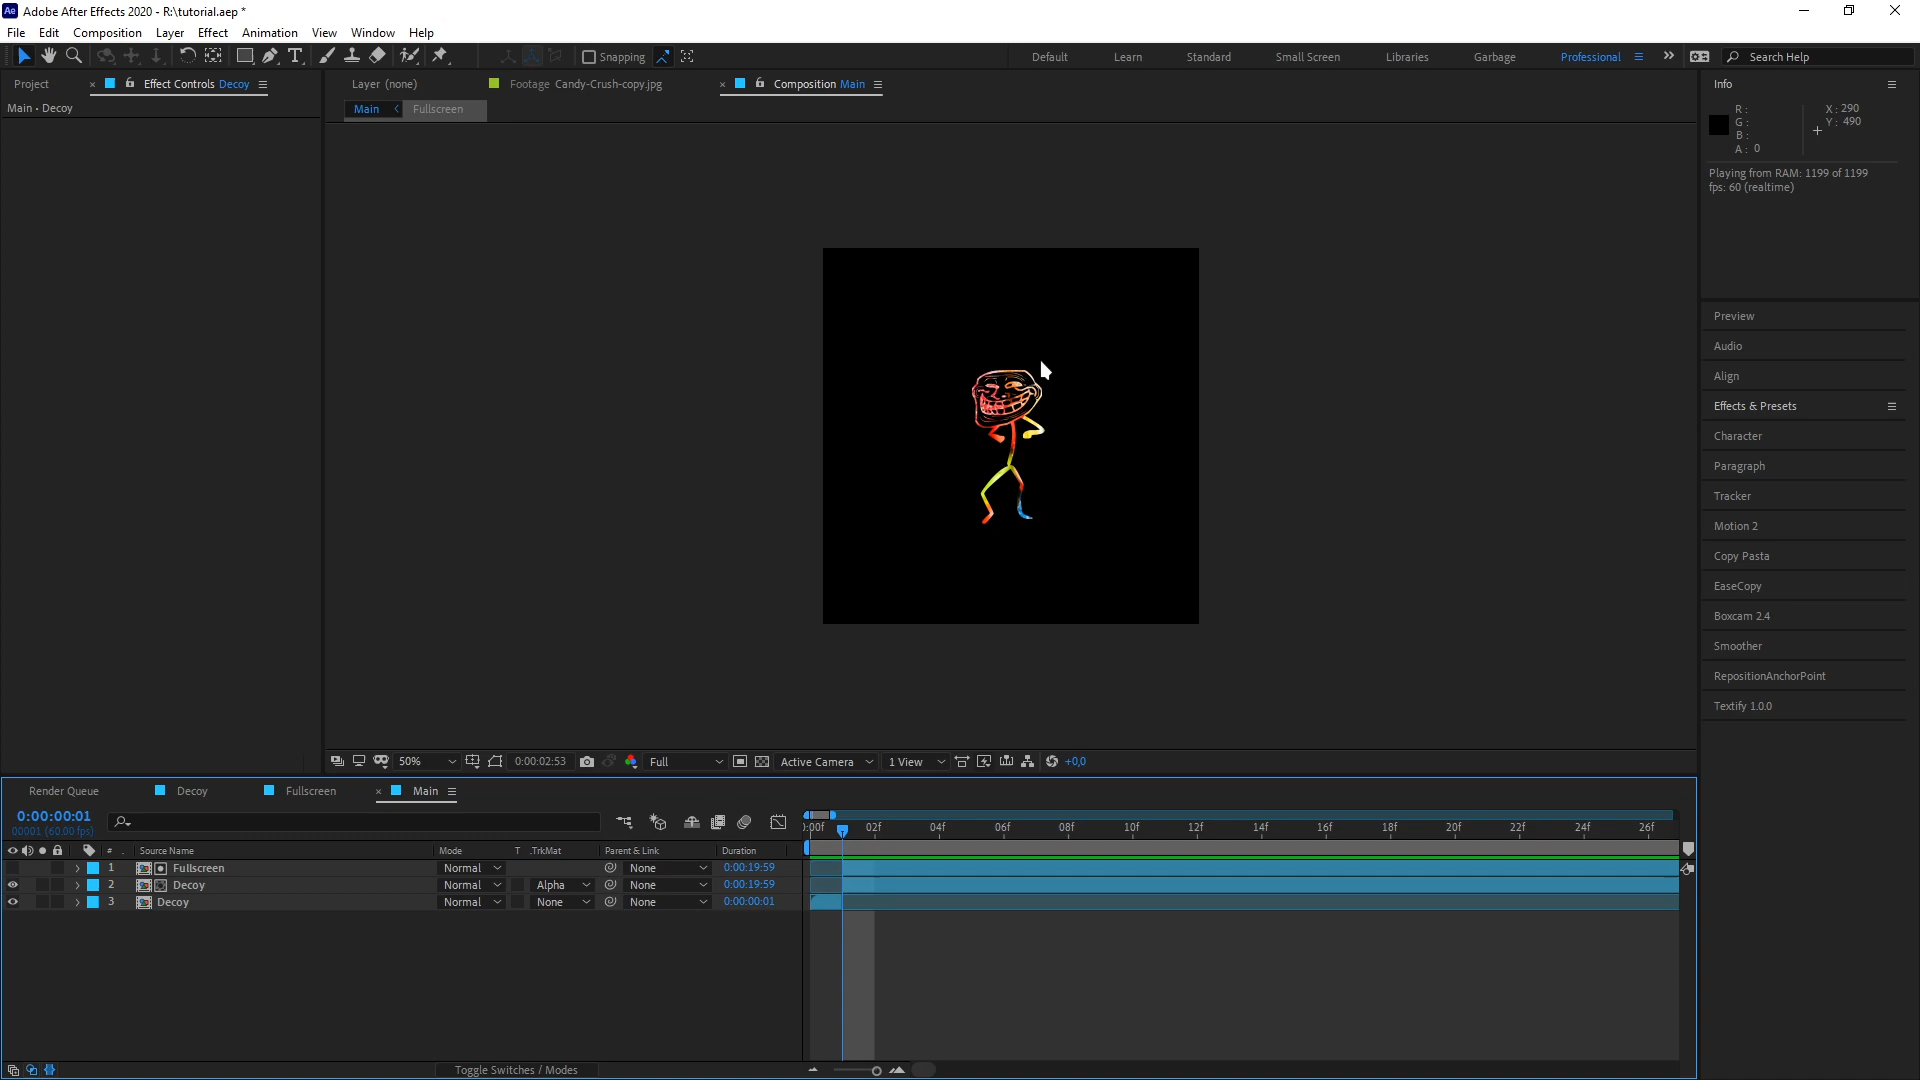 Ae Adobe After Effects 2020 - R:\tutorial.aep *
File Edit Composition Layer Effect Animation View Window Help
Snapping Default Learn Standard Small Screen Libraries Garbage Professional Search Help
Project Effect Controls Decoy Layer (none) Footage Candy-Crush-copy.jpg Composition Main Info
Main • Decoy Main Fullscreen
R: X: 290
G: Y: 490
B:
A: 0
Playing from RAM: 1199 of 1199
fps: 60 (realtime)
Preview
Audio
Align
Effects & Presets
Character
Paragraph
Tracker
Motion 2
Copy Pasta
EaseCopy
Boxcam 2.4
Smoother
RepositionAnchorPoint
Textify 1.0.0
50% 0:00:02:53 Full Active Camera 1 View +0,0
Render Queue Decoy Fullscreen Main
0:00:00:01
00001 (60.00 fps)
02f 04f 06f 08f 10f 12f 14f 16f 18f 20f 22f 24f 26f
# Source Name Mode T .TrkMat Parent & Link Duration
1 Fullscreen Normal None 0:00:19:59
2 Decoy Normal Alpha None 0:00:19:59
3 Decoy Normal None None 0:00:00:01
Toggle Switches / Modes